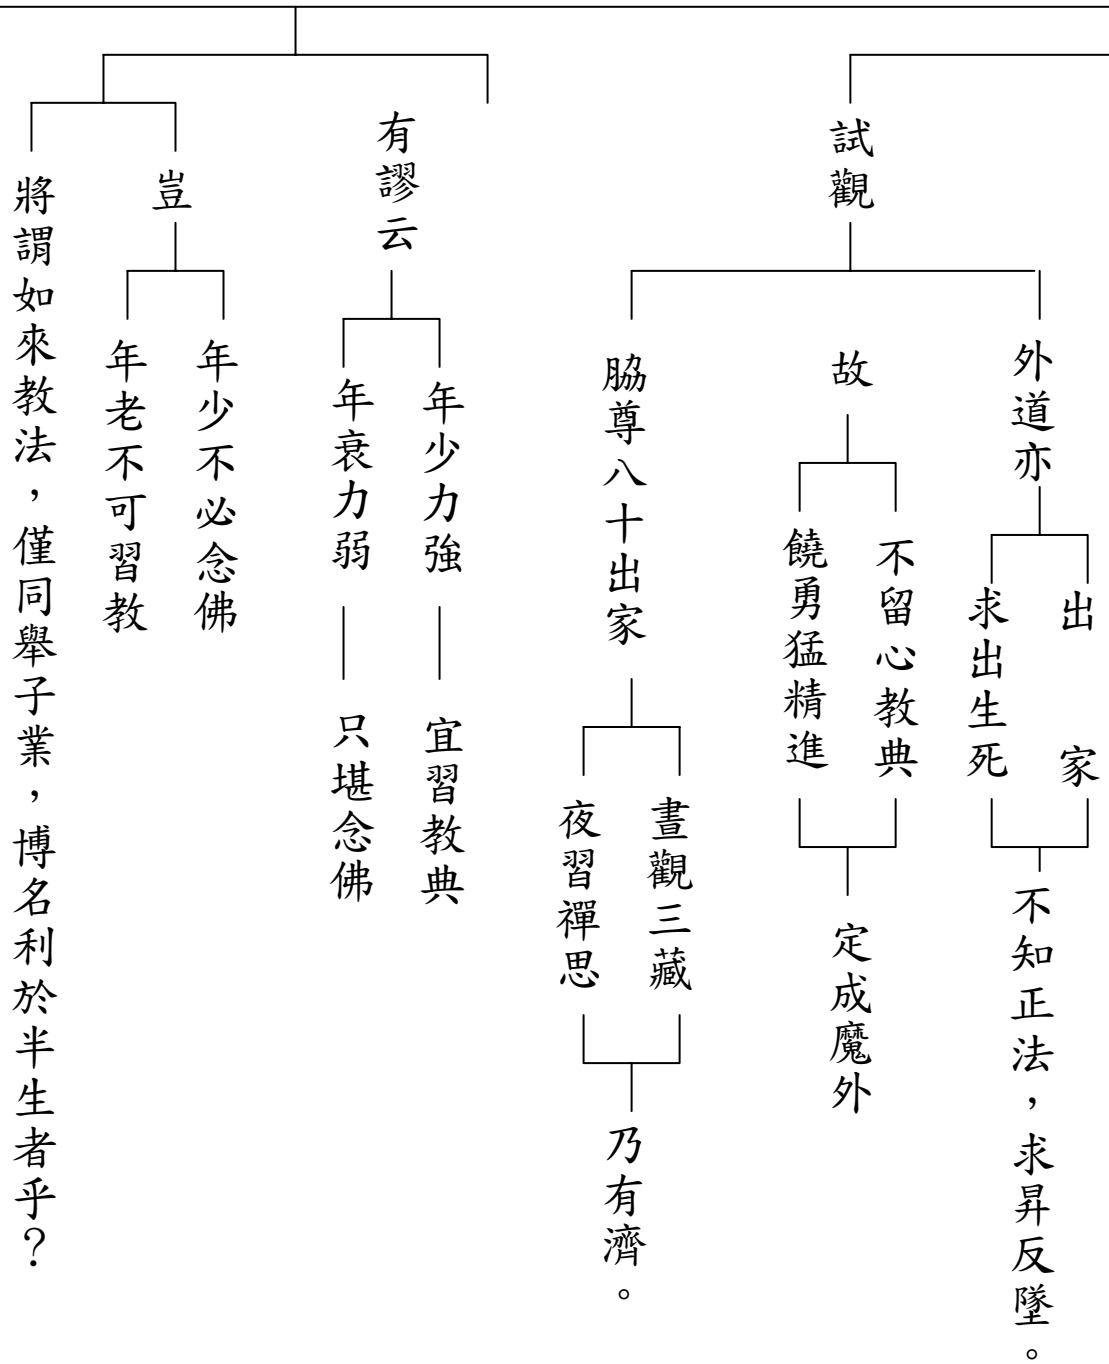 試觀
外道亦
出家
求出生死
不知正法，求昇反墜。
故
不留心教典
饒勇猛精進
定成魔外
脇尊八十出家
晝觀三藏
夜習禪思
乃有濟。
有謬云
年少力強
宜習教典
年衰力弱
只堪念佛
豈
年少不必念佛
年老不可習教
將謂如來教法，僅同舉子業，博名利於半生者乎？